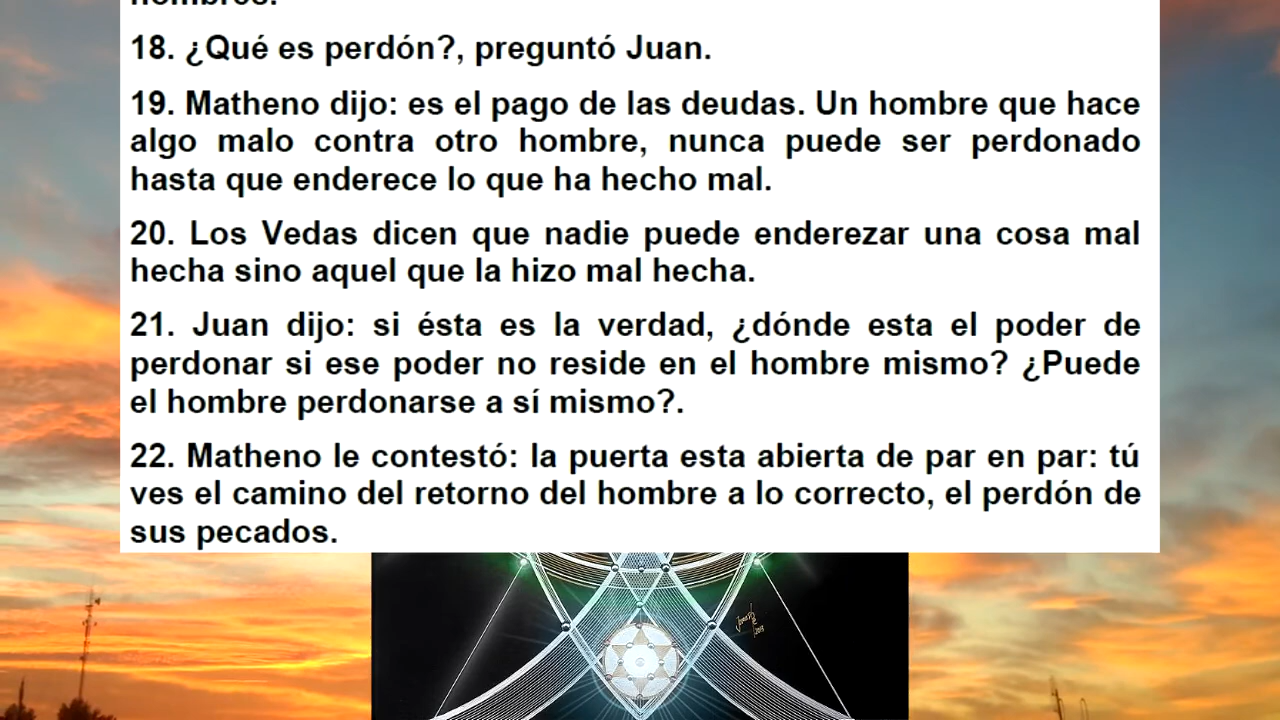 hombres.
18. ¿Qué es perdón?, preguntó Juan.
19. Matheno dijo: es el pago de las deudas. Un hombre que hace
algo malo contra otro hombre, nunca puede ser perdonado
hasta que enderece lo que ha hecho mal.
20. Los Vedas dicen que nadie puede enderezar una cosa mal
hecha sino aquel que la hizo mal hecha.
21. Juan dijo: si ésta es la verdad, ¿dónde esta el poder de
perdonar si ese poder no reside en el hombre mismo? ¿Puede
el hombre perdonarse a sí mismo?.
22. Matheno le contestó: la puerta esta abierta de par en par: tú
ves el camino del retorno del hombre a lo correcto, el perdón de
sus pecados.